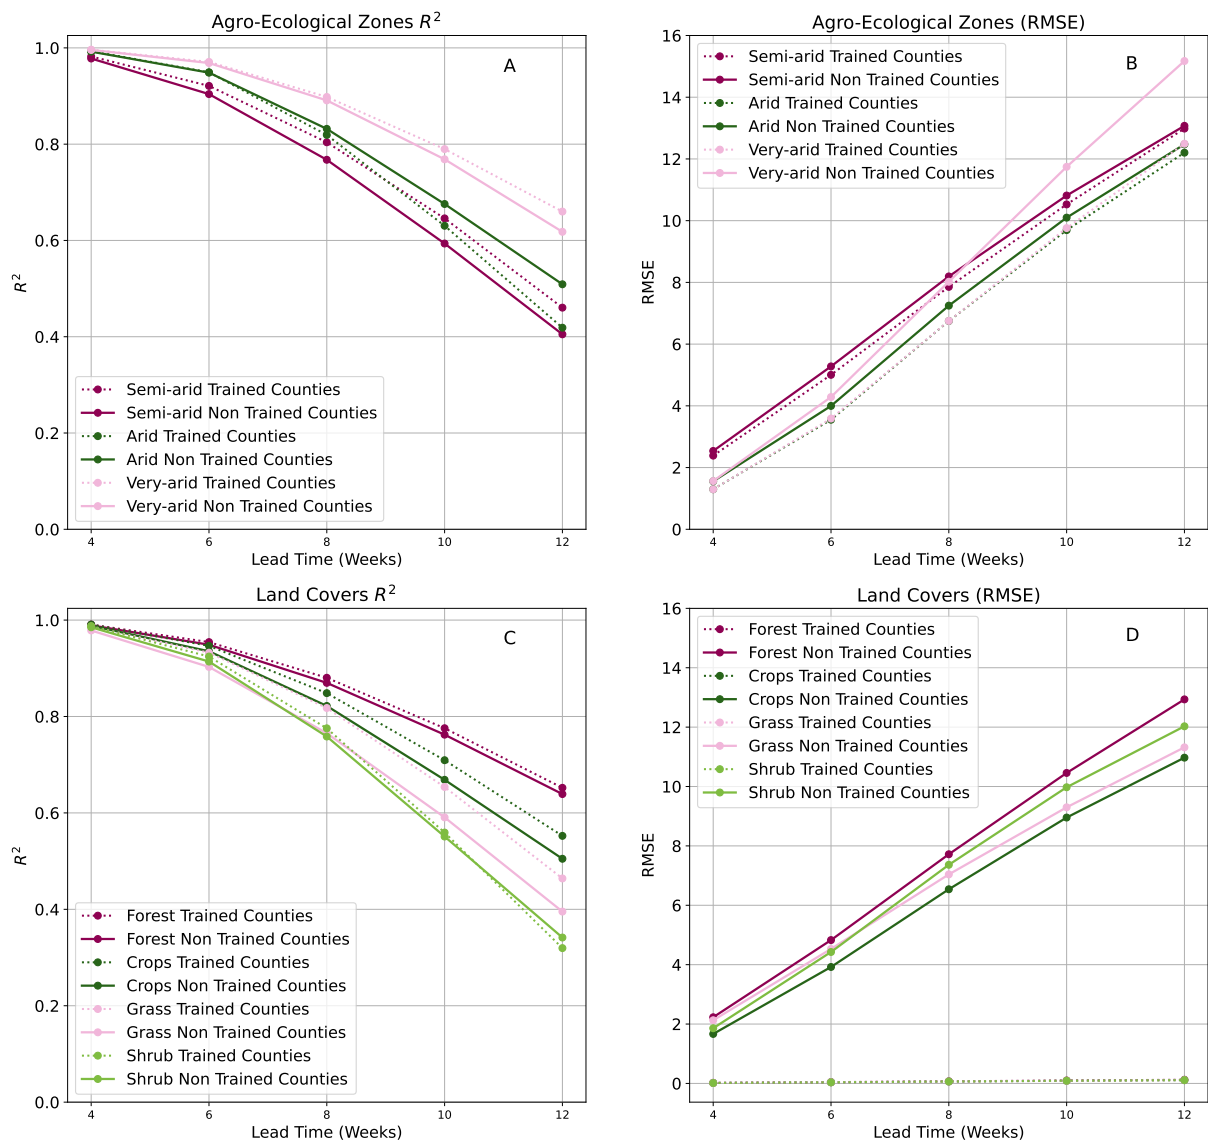 Agro-Ecological Zones R²
A
1.0
0.8
0.6
0.4
0.2
0.0
R²
Semi-arid Trained Counties
Semi-arid Non Trained Counties
Arid Trained Counties
Arid Non Trained Counties
Very-arid Trained Counties
Very-arid Non Trained Counties
4 6 8 10 12
Lead Time (Weeks)
Agro-Ecological Zones (RMSE)
B
16
14
12
10
8
6
4
2
0
RMSE
Semi-arid Trained Counties
Semi-arid Non Trained Counties
Arid Trained Counties
Arid Non Trained Counties
Very-arid Trained Counties
Very-arid Non Trained Counties
4 6 8 10 12
Lead Time (Weeks)
Land Covers R²
C
1.0
0.8
0.6
0.4
0.2
0.0
R²
Forest Trained Counties
Forest Non Trained Counties
Crops Trained Counties
Crops Non Trained Counties
Grass Trained Counties
Grass Non Trained Counties
Shrub Trained Counties
Shrub Non Trained Counties
4 6 8 10 12
Lead Time (Weeks)
Land Covers (RMSE)
D
16
14
12
10
8
6
4
2
0
RMSE
Forest Trained Counties
Forest Non Trained Counties
Crops Trained Counties
Crops Non Trained Counties
Grass Trained Counties
Grass Non Trained Counties
Shrub Trained Counties
Shrub Non Trained Counties
4 6 8 10 12
Lead Time (Weeks)